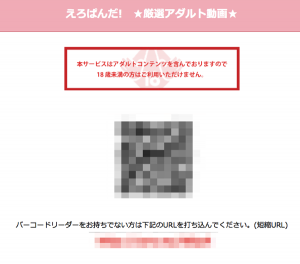 えろぱんだ!　★厳選アダルト動画★
本サービスはアダルトコンテンツを含んでおりますので
18歳未満の方はご利用いただけません.
バーコードリーダーをお持ちでない方は下記のURLを打ち込んでください。(短縮URL)